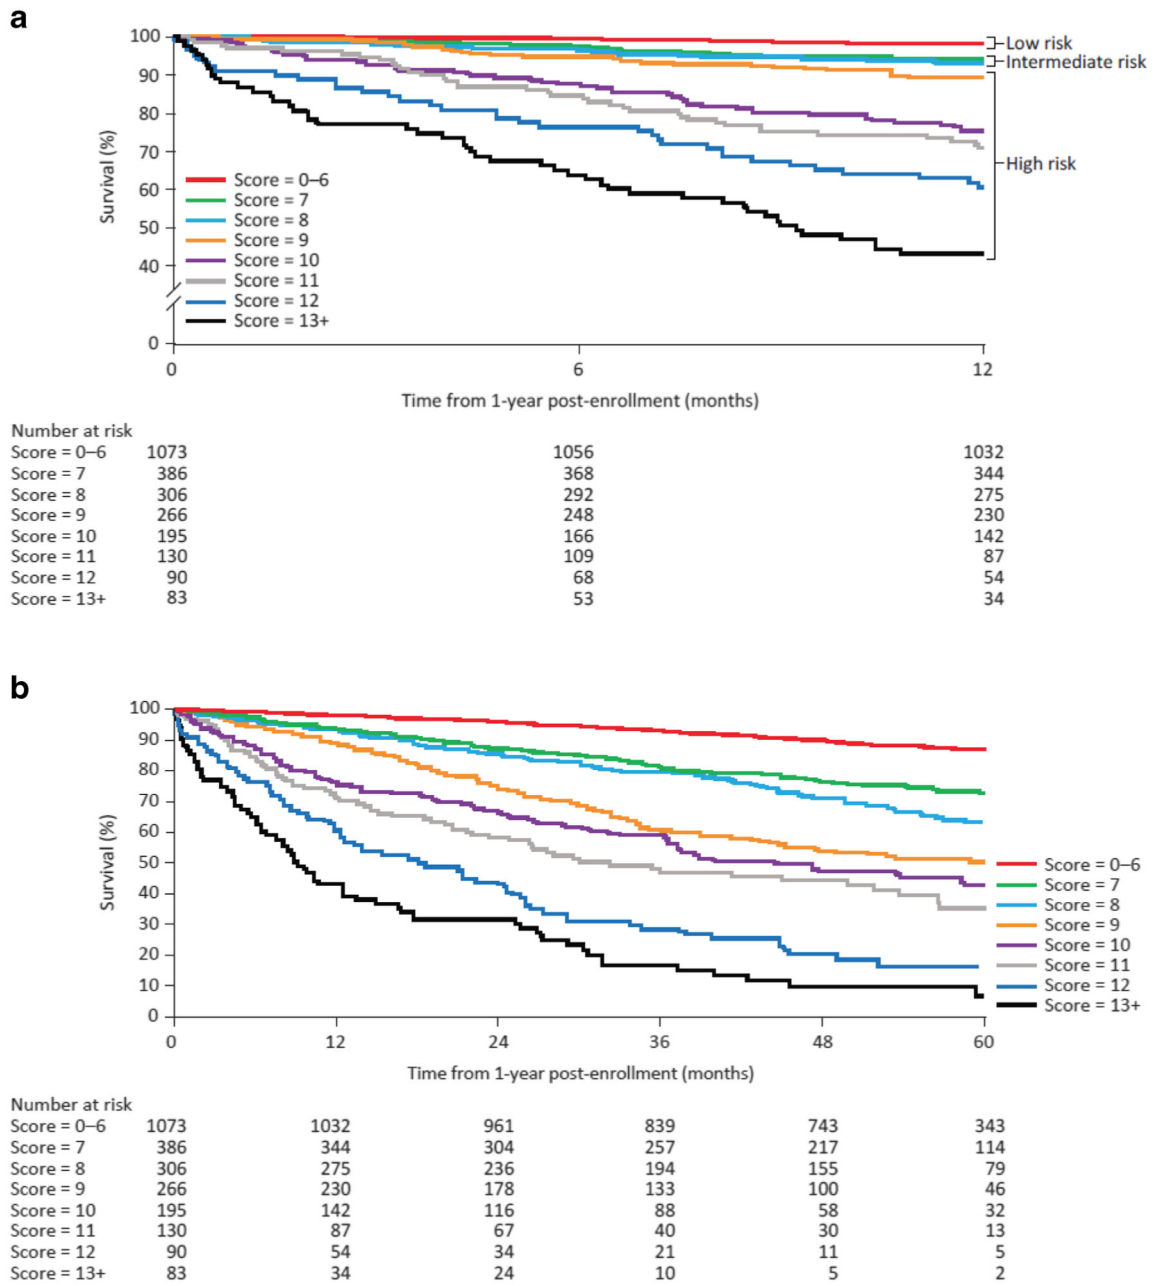 a
100
90
80
70
60
50
40
0
Survival (%)
Low risk
Intermediate risk
High risk
Score = 0–6
Score = 7
Score = 8
Score = 9
Score = 10
Score = 11
Score = 12
Score = 13+
0 6 12
Time from 1-year post-enrollment (months)
Number at risk
Score = 0–6 1073 1056 1032
Score = 7 386 368 344
Score = 8 306 292 275
Score = 9 266 248 230
Score = 10 195 166 142
Score = 11 130 109 87
Score = 12 90 68 54
Score = 13+ 83 53 34
b
100
90
80
70
60
50
40
30
20
10
0
Survival (%)
Score = 0–6
Score = 7
Score = 8
Score = 9
Score = 10
Score = 11
Score = 12
Score = 13+
0 12 24 36 48 60
Time from 1-year post-enrollment (months)
Number at risk
Score = 0–6 1073 1032 961 839 743 343
Score = 7 386 344 304 257 217 114
Score = 8 306 275 236 194 155 79
Score = 9 266 230 178 133 100 46
Score = 10 195 142 116 88 58 32
Score = 11 130 87 67 40 30 13
Score = 12 90 54 34 21 11 5
Score = 13+ 83 34 24 10 5 2